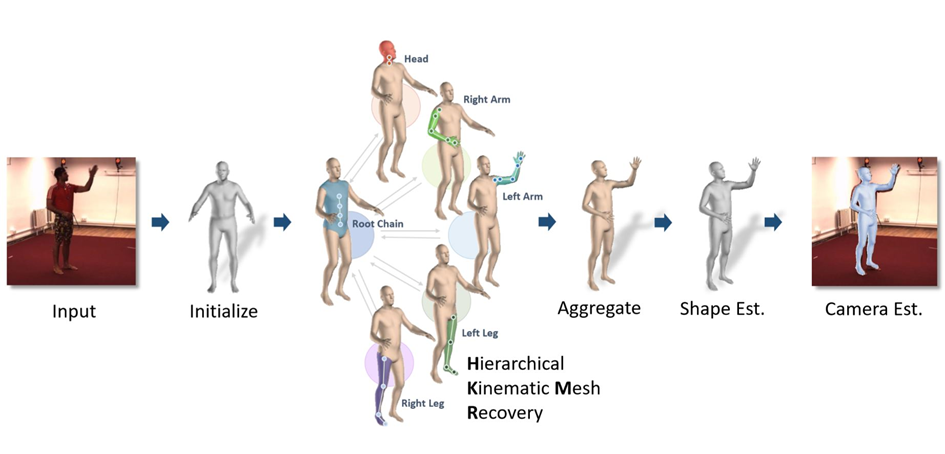 Head
Right Arm
Left Arm
Root Chain
Left Leg
Right Leg
Input
Initialize
Aggregate
Shape Est.
Camera Est.
Hierarchical
Kinematic Mesh
Recovery